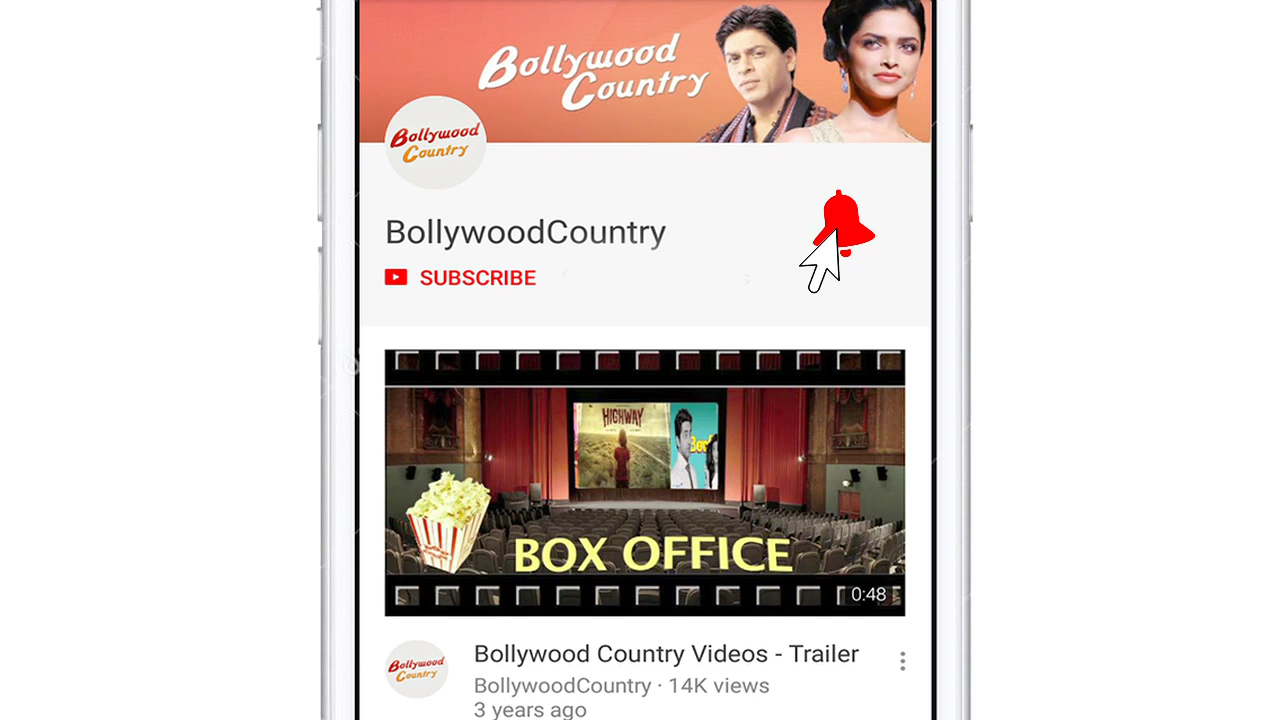 Bollywood
Country
Bollywood
Country
BollywoodCountry
SUBSCRIBE
HIGHWAY
BOX OFFICE
0:48
Bollywood
Country
Bollywood Country Videos - Trailer
BollywoodCountry · 14K views
3 years ago